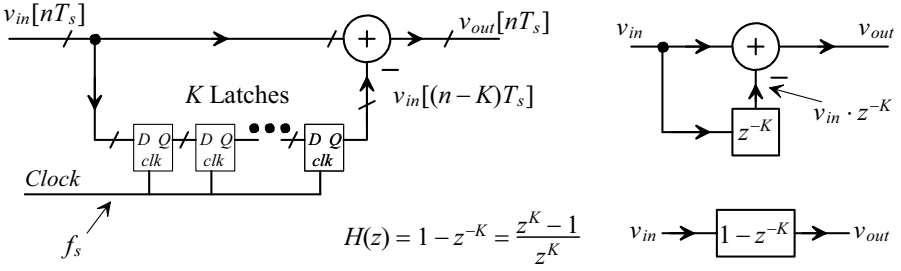 v_in[nT_s]
+
v_out[nT_s]
−
K Latches
v_in[(n − K)T_s]
D Q
clk
D Q
clk
D Q
clk
Clock
f_s
H(z) = 1 − z^{−K} = \frac{z^K − 1}{z^K}
v_in
+
v_out
−
z^{−K}
v_in · z^{−K}
v_in
1 − z^{−K}
v_out